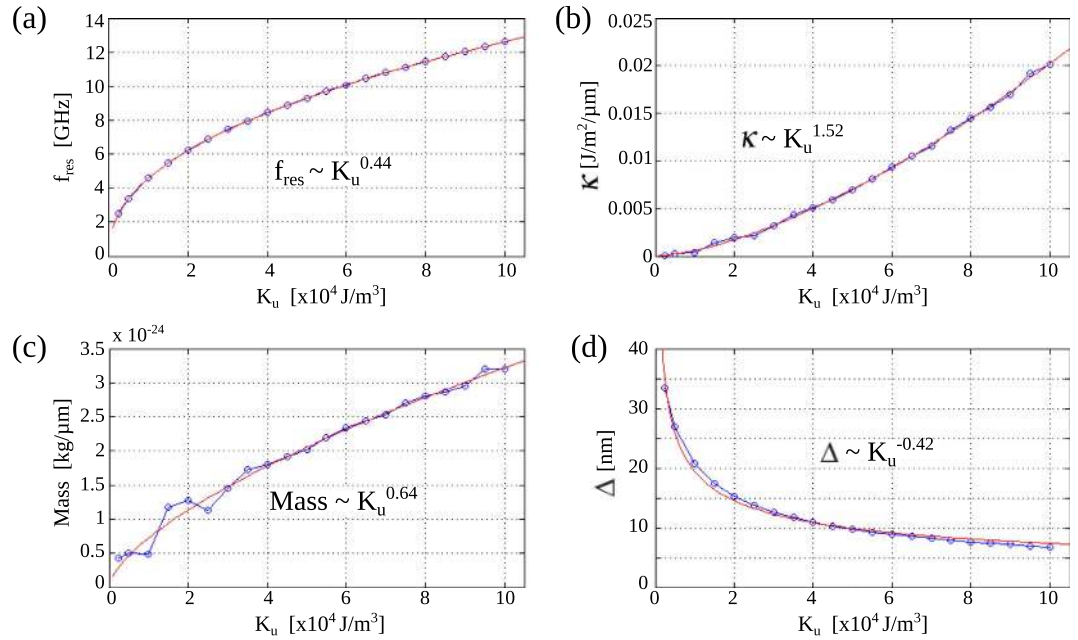 (a)
14
12
10
8
6
4
2
0
f_res [GHz]
f_res ~ K_u^0.44
0 2 4 6 8 10
K_u [x10^4 J/m^3]
(b)
0.025
0.02
0.015
0.01
0.005
0
κ [J/m^2/μm]
κ ~ K_u^1.52
0 2 4 6 8 10
K_u [x10^4 J/m^3]
(c)
x 10^-24
3.5
3
2.5
2
1.5
1
0.5
0
Mass [kg/μm]
Mass ~ K_u^0.64
0 2 4 6 8 10
K_u [x10^4 J/m^3]
(d)
40
30
20
10
0
Δ [nm]
Δ ~ K_u^-0.42
0 2 4 6 8 10
K_u [x10^4 J/m^3]